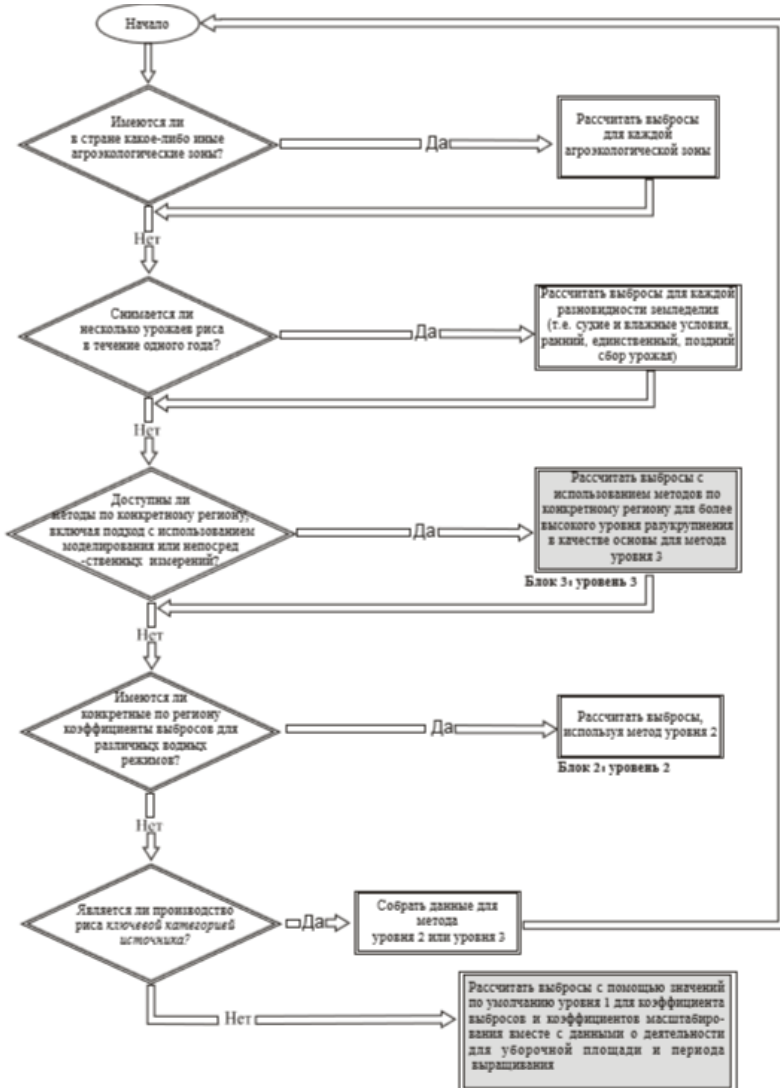 Начало
Имеются ли
в стране какое-либо иные
агроэкологические зоны?
Да
Рассчитать выбросы
для каждой
агроэкологической зоны
Нет
Снимается ли
несколько урожаев риса
в течение одного года?
Да
Рассчитать выбросы для каждой
разновидности земледелия
(т.е. сухие и влажные условия,
ранний, единственный, поздний
сбор урожая)
Нет
Доступны ли
методы по конкретному региону,
включая подход с использованием
моделирования или непосред
-ственных измерений?
Да
Рассчитать выбросы с
использованием методов по
конкретному региону для более
высокого уровня разукрупнения
в качестве основы для метода
уровня 3
Блок 3: уровень 3
Нет
Имеются ли
конкретные по региону
коэффициенты выбросов для
различных водных
режимов?
Да
Рассчитать выбросы,
используя метод уровня 2
Блок 2: уровень 2
Нет
Является ли производство
риса ключевой категорией
источника?
Да
Собрать данные для
метода
уровня 2 или уровня 3
Нет
Рассчитать выбросы с помощью значений
по умолчанию уровня 1 для коэффициента
выбросов и коэффициентов масштабиро-
вания вместе с данными о деятельности
для уборочной площади и периода
выращивания